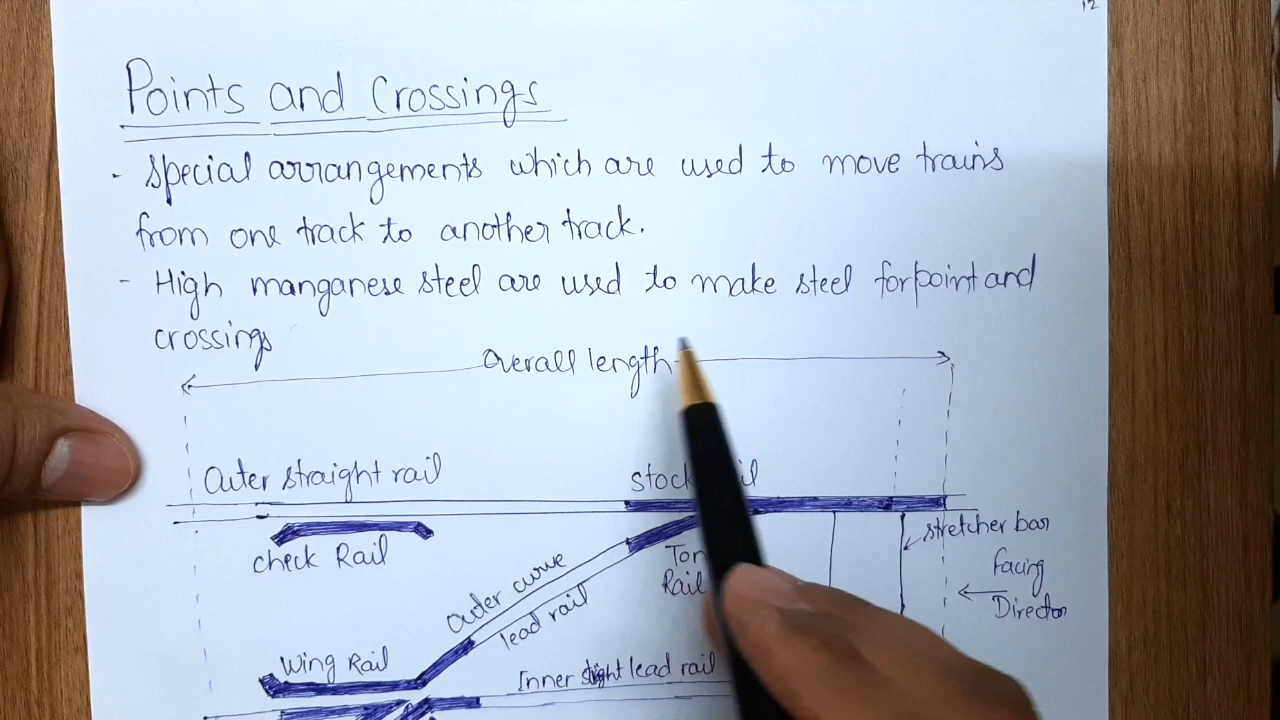 12
Points and Crossings
- Special arrangements which are used to move trains
from one track to another track.
- High manganese steel are used to make steel for point and
crossings
Overall length
Outer straight rail
Check Rail
stretcher bar
Facing
Rail
Outer curve
lead rail
Wing Rail
Inner lead rail